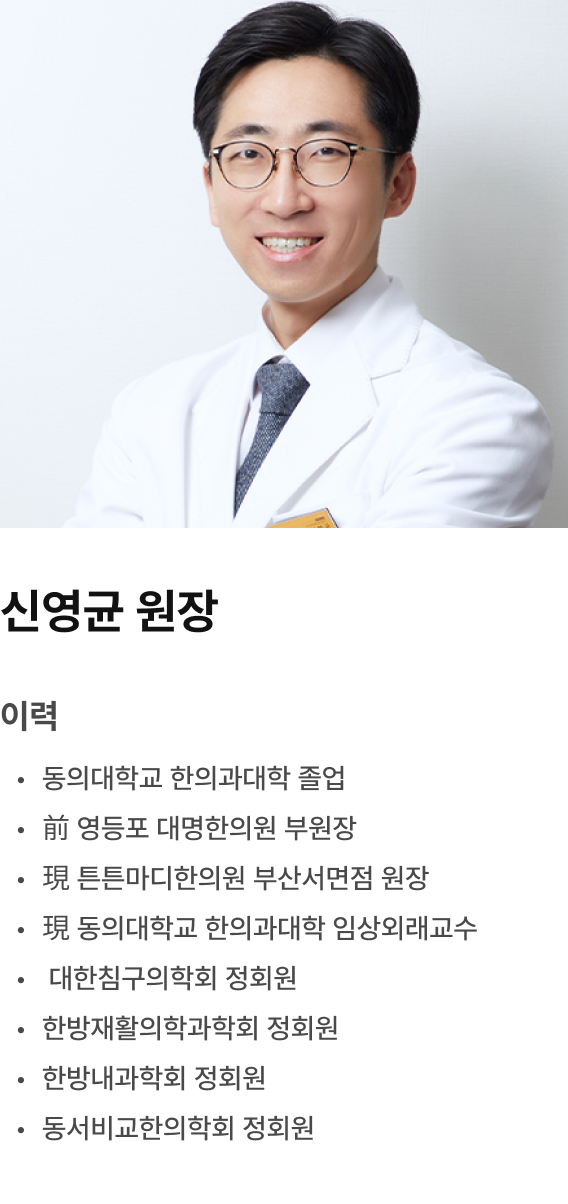 신영균 원장
이력
• 동의대학교 한의과대학 졸업
• 前 영등포 대명한의원 부원장
• 現 튼튼마디한의원 부산서면점 원장
• 現 동의대학교 한의과대학 임상외래교수
• 대한침구의학회 정회원
• 한방재활의학과학회 정회원
• 한방내과학회 정회원
• 동서비교한의학회 정회원